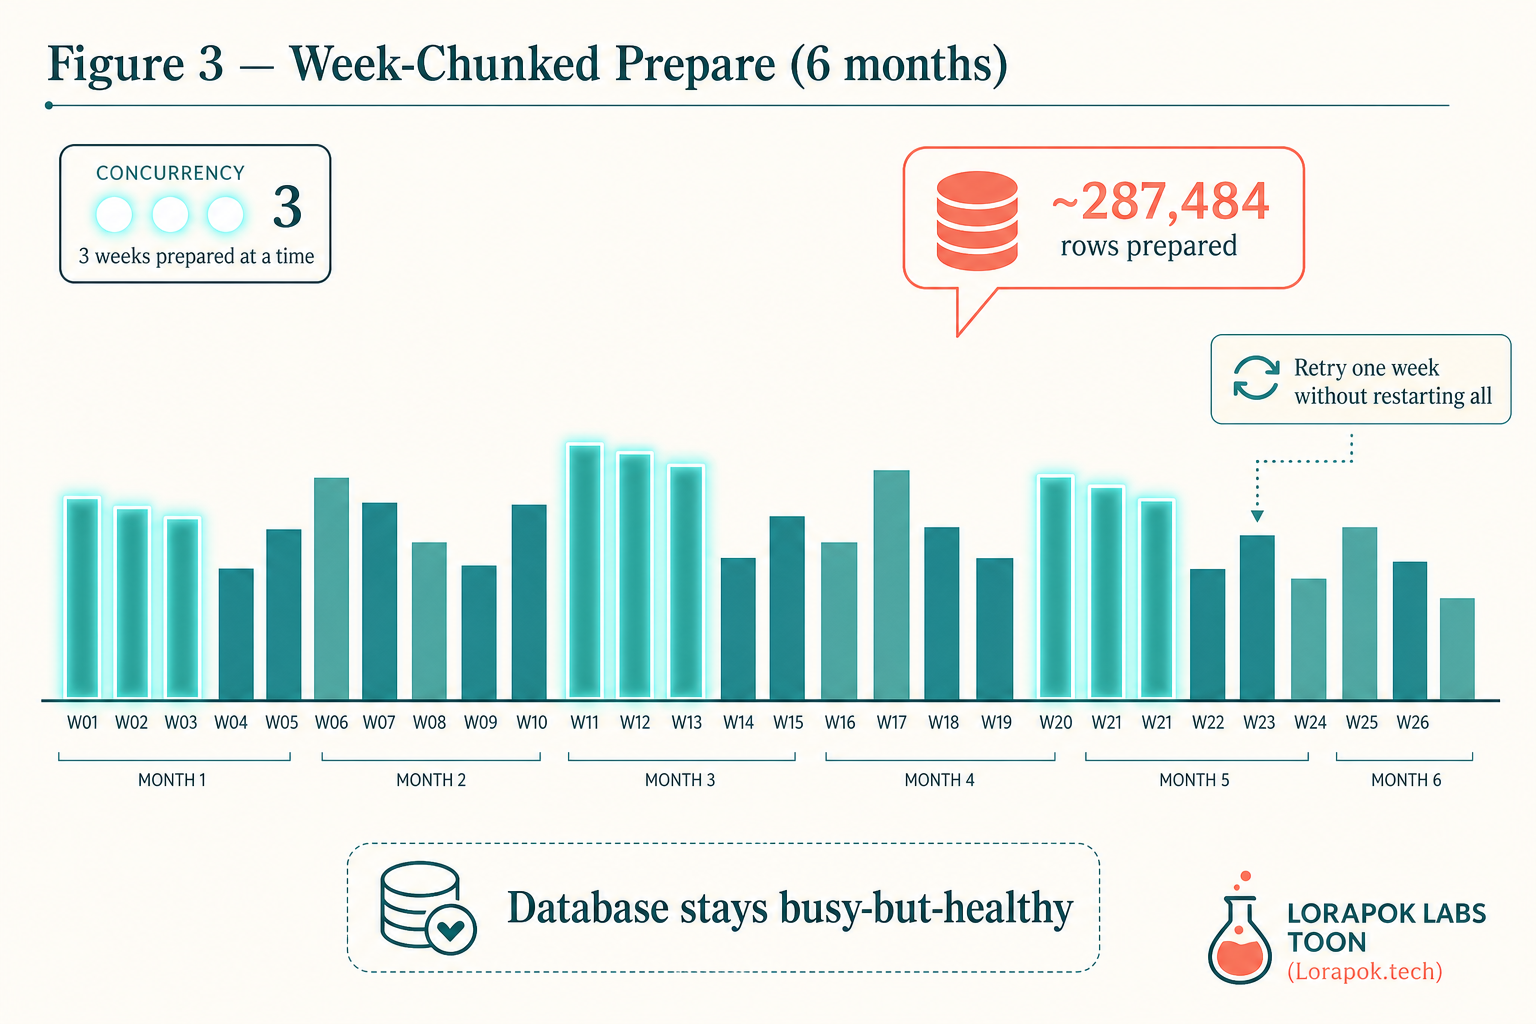 Figure 3 — Week-Chunked Prepare (6 months)
CONCURRENCY
3
3 weeks prepared at a time
~287,484
rows prepared
Retry one week
without restarting all
W01 W02 W03 W04 W05 W06 W07 W08 W09 W10 W11 W12 W13 W14 W15 W16 W17 W18 W19 W20 W21 W21 W22 W23 W24 W25 W26
MONTH 1 MONTH 2 MONTH 3 MONTH 4 MONTH 5 MONTH 6
Database stays busy-but-healthy
LORAPOK LABS
TOON
(Lorapok.tech)